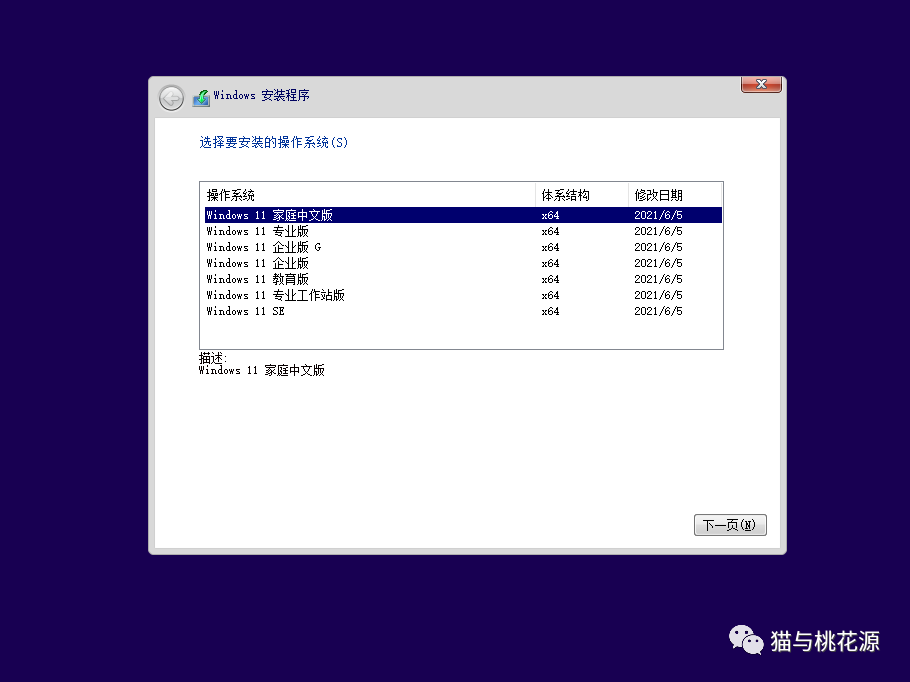 Windows 安装程序
选择要安装的操作系统(S)
操作系统 体系结构 修改日期
Windows 11 家庭中文版 x64 2021/6/5
Windows 11 专业版 x64 2021/6/5
Windows 11 企业版 G x64 2021/6/5
Windows 11 企业版 x64 2021/6/5
Windows 11 教育版 x64 2021/6/5
Windows 11 专业工作站版 x64 2021/6/5
Windows 11 SE x64 2021/6/5
描述:
Windows 11 家庭中文版
下一页(N)
猫与桃花源